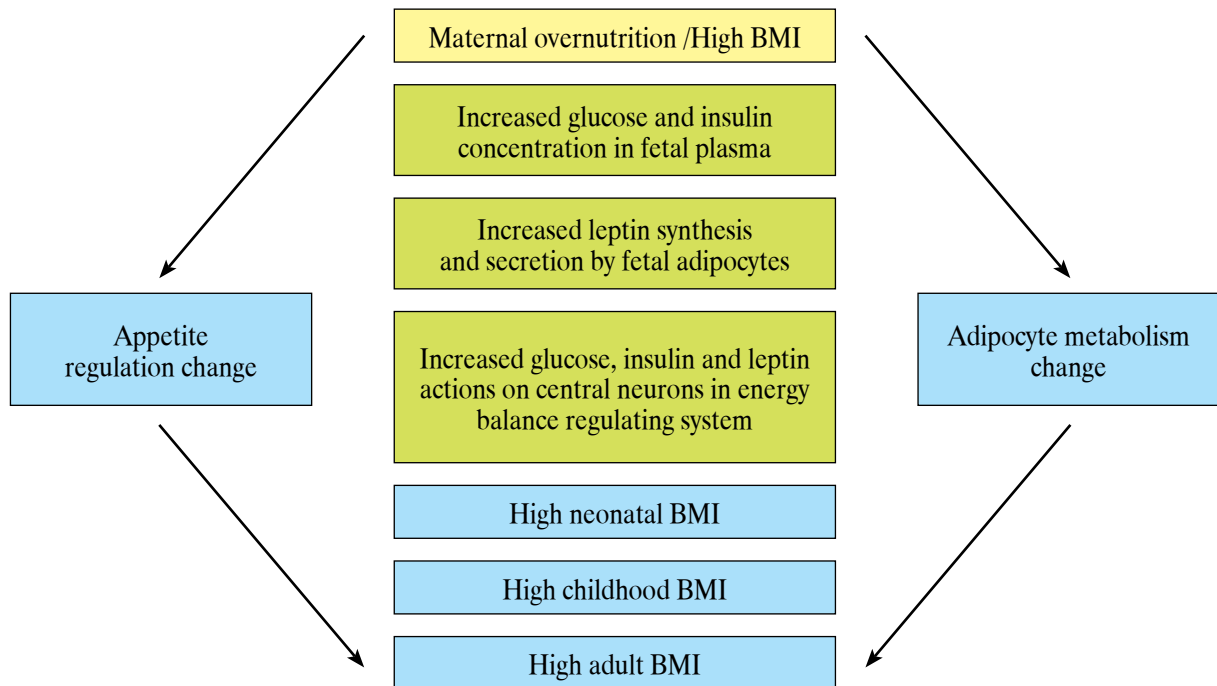 Maternal overnutrition /High BMI
Increased glucose and insulin
concentration in fetal plasma
Increased leptin synthesis
and secretion by fetal adipocytes
Appetite
regulation change
Increased glucose, insulin and leptin
actions on central neurons in energy
balance regulating system
Adipocyte metabolism
change
High neonatal BMI
High childhood BMI
High adult BMI